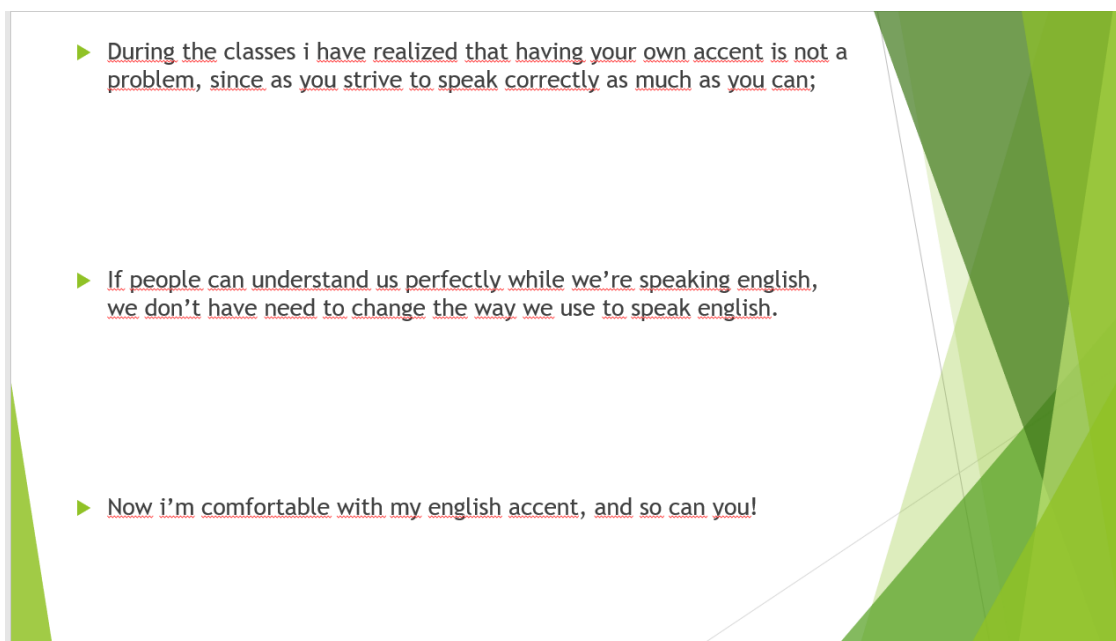 During the classes i have realized that having your own accent is not a
problem, since as you strive to speak correctly as much as you can;
If people can understand us perfectly while we’re speaking english,
we don’t have need to change the way we use to speak english.
Now i’m comfortable with my english accent, and so can you!